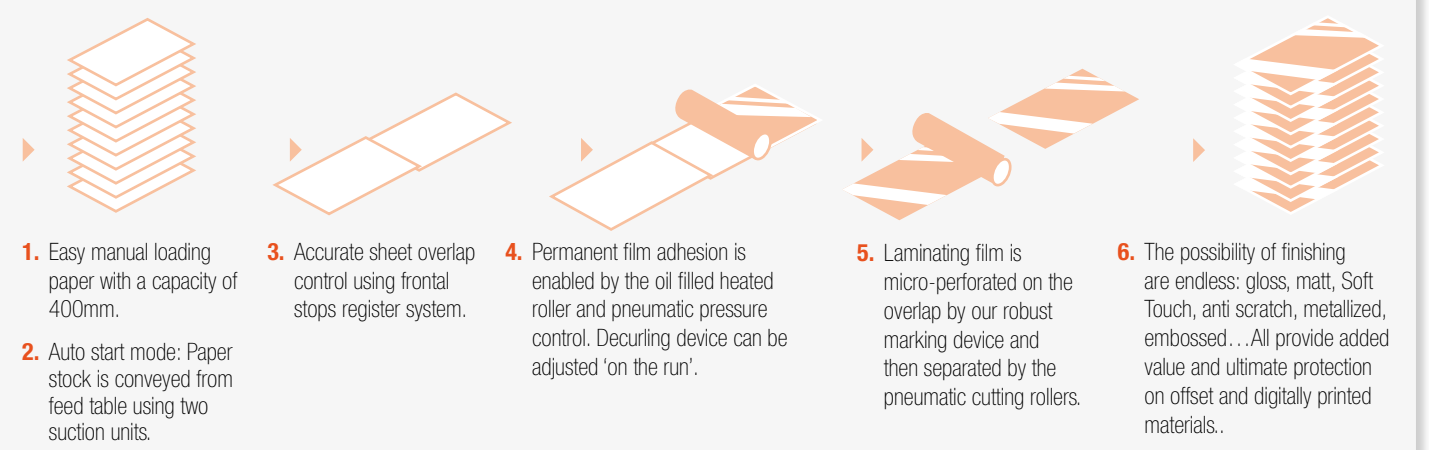 1. Easy manual loading
paper with a capacity of
400mm.
2. Auto start mode: Paper
stock is conveyed from
feed table using two
suction units.
3. Accurate sheet overlap
control using frontal
stops register system.
4. Permanent film adhesion is
enabled by the oil filled heated
roller and pneumatic pressure
control. Decurling device can be
adjusted ‘on the run’.
5. Laminating film is
micro-perforated on the
overlap by our robust
marking device and
then separated by the
pneumatic cutting rollers.
6. The possibility of finishing
are endless: gloss, matt, Soft
Touch, anti scratch, metallized,
embossed…All provide added
value and ultimate protection
on offset and digitally printed
materials..